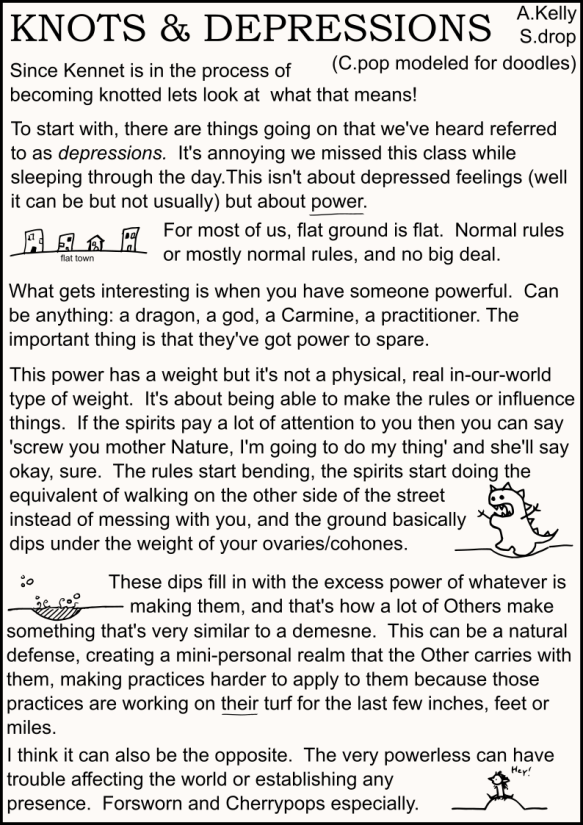 KNOTS & DEPRESSIONS
A.Kelly
S.drop
(C.pop modeled for doodles)
Since Kennet is in the process of
becoming knotted lets look at what that means!
To start with, there are things going on that we've heard referred
to as depressions. It's annoying we missed this class while
sleeping through the day.This isn't about depressed feelings (well
it can be but not usually) but about power.
flat town
For most of us, flat ground is flat. Normal rules
or mostly normal rules, and no big deal.
What gets interesting is when you have someone powerful. Can
be anything: a dragon, a god, a Carmine, a practitioner. The
important thing is that they've got power to spare.
This power has a weight but it's not a physical, real in-our-world
type of weight. It's about being able to make the rules or influence
things. If the spirits pay a lot of attention to you then you can say
'screw you mother Nature, I'm going to do my thing' and she'll say
okay, sure. The rules start bending, the spirits start doing the
equivalent of walking on the other side of the street
instead of messing with you, and the ground basically
dips under the weight of your ovaries/cohones.
These dips fill in with the excess power of whatever is
making them, and that's how a lot of Others make
something that's very similar to a demesne. This can be a natural
defense, creating a mini-personal realm that the Other carries with
them, making practices harder to apply to them because those
practices are working on their turf for the last few inches, feet or
miles.
I think it can also be the opposite. The very powerless can have
trouble affecting the world or establishing any
presence. Forsworn and Cherrypops especially.
Hey!